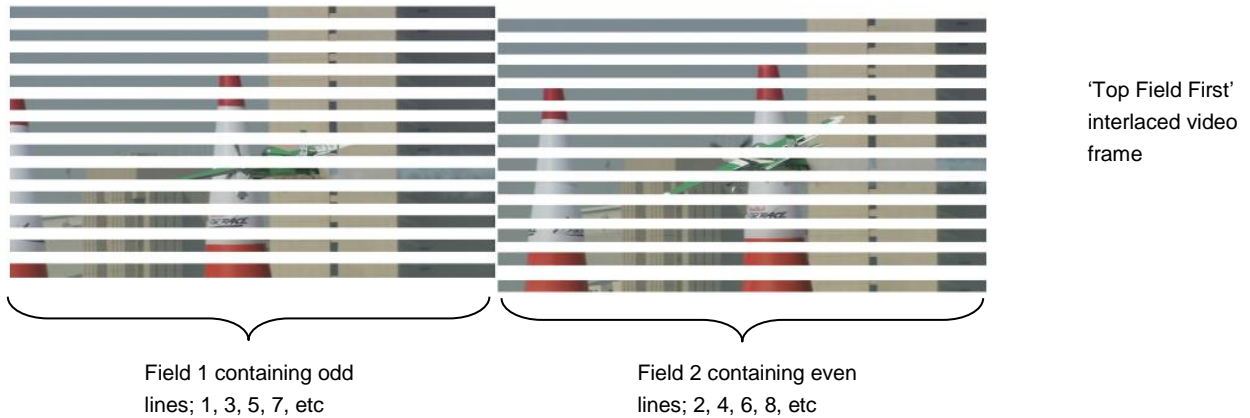 'Top Field First'
interlaced video
frame
Field 1 containing odd
lines; 1, 3, 5, 7, etc
Field 2 containing even
lines; 2, 4, 6, 8, etc